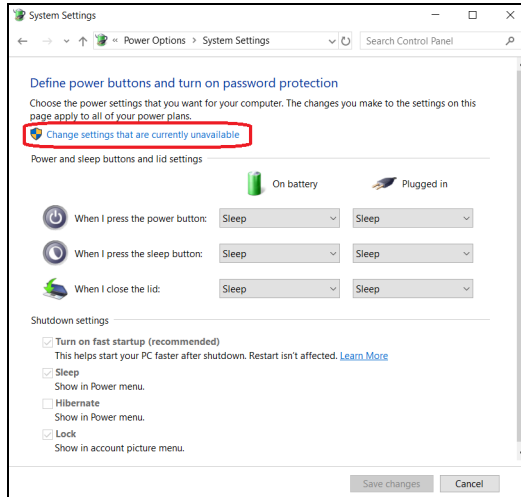 System Settings
« Power Options > System Settings
Search Control Panel
Define power buttons and turn on password protection
Choose the power settings that you want for your computer. The changes you make to the settings on this
page apply to all of your power plans.
Change settings that are currently unavailable
Power and sleep buttons and lid settings
On battery Plugged in
When I press the power button: Sleep Sleep
When I press the sleep button: Sleep Sleep
When I close the lid: Sleep Sleep
Shutdown settings
Turn on fast startup (recommended)
This helps start your PC faster after shutdown. Restart isn't affected. Learn More
Sleep
Show in Power menu.
Hibernate
Show in Power menu.
Lock
Show in account picture menu.
Save changes Cancel